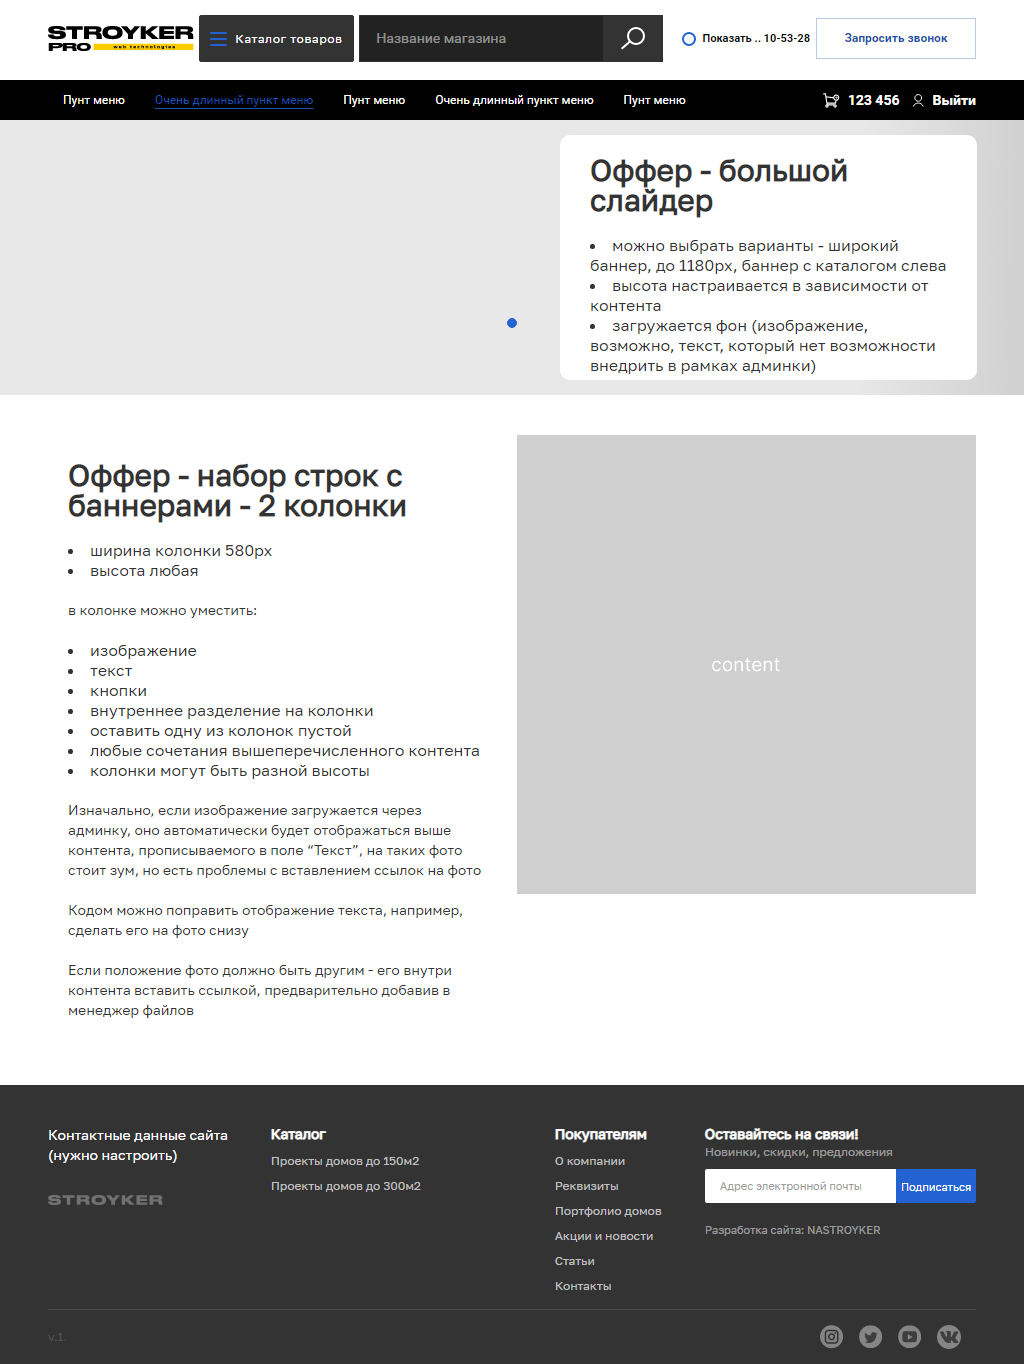 STROYKER
PRO web technologies
Каталог товаров
Название магазина
Показать .. 10-53-28
Запросить звонок
Пунт меню
Очень длинный пункт меню
Пунт меню
Очень длинный пункт меню
Пунт меню
123 456
Выйти
Оффер - большой
слайдер
• можно выбрать варианты - широкий
баннер, до 1180px, баннер с каталогом слева
• высота настраивается в зависимости от
контента
• загружается фон (изображение,
возможно, текст, который нет возможности
внедрить в рамках админки)
Оффер - набор строк с
баннерами - 2 колонки
• ширина колонки 580px
• высота любая
в колонке можно уместить:
• изображение
• текст
• кнопки
• внутреннее разделение на колонки
• оставить одну из колонок пустой
• любые сочетания вышеперечисленного контента
• колонки могут быть разной высоты
Изначально, если изображение загружается через
админку, оно автоматически будет отображаться выше
контента, прописываемого в поле “Текст”, на таких фото
стоит зум, но есть проблемы с вставлением ссылок на фото
Кодом можно поправить отображение текста, например,
сделать его на фото снизу
Если положение фото должно быть другим - его внутри
контента вставить ссылкой, предварительно добавив в
менеджер файлов
content
Контактные данные сайта
(нужно настроить)
STROYKER
Каталог
Проекты домов до 150м2
Проекты домов до 300м2
Покупателям
О компании
Реквизиты
Портфолио домов
Акции и новости
Статьи
Контакты
Оставайтесь на связи!
Новинки, скидки, предложения
Адрес электронной почты
Подписаться
Разработка сайта: NASTROYKER
v.1.